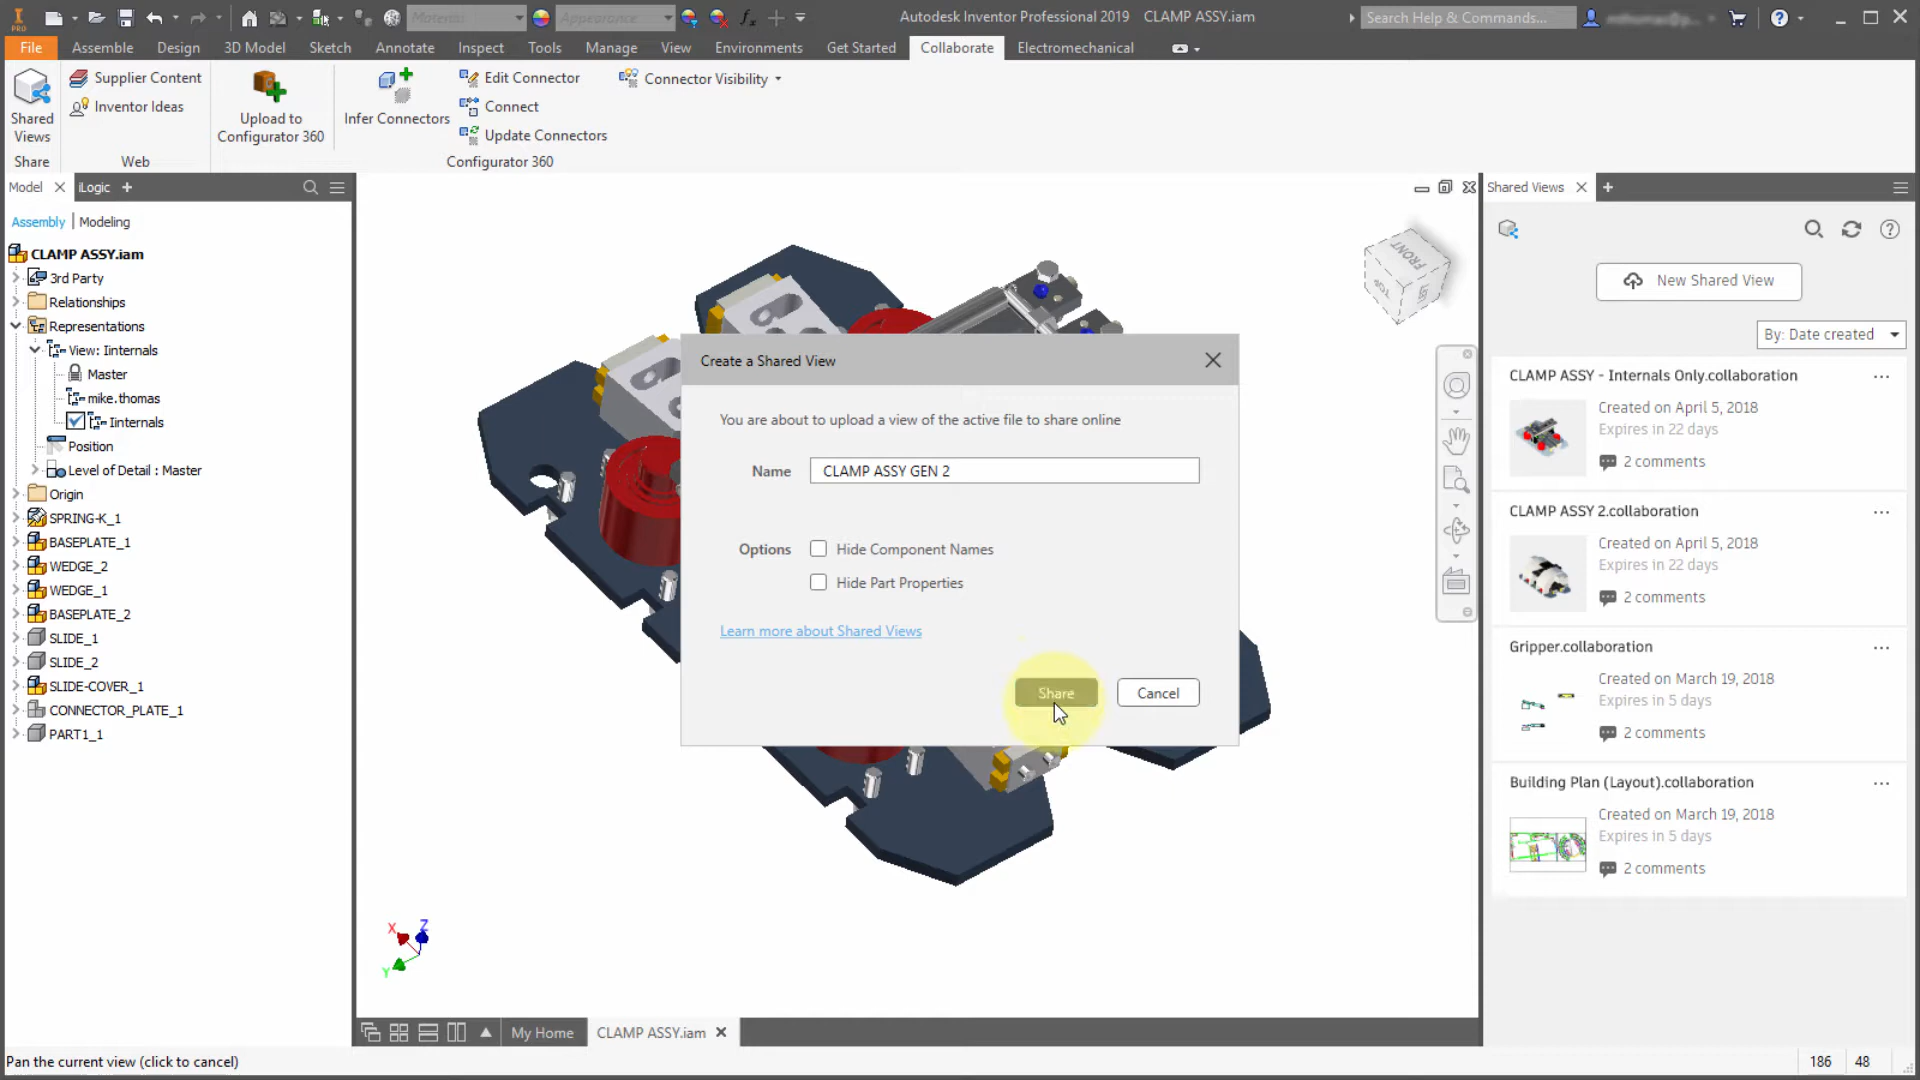 PRO
Material
Appearance
Autodesk Inventor Professional 2019 CLAMP ASSY.iam
Search Help & Commands...
File Assemble Design 3D Model Sketch Annotate Inspect Tools Manage View Environments Get Started Collaborate Electromechanical
Shared Views
Supplier Content
Inventor Ideas
Upload to Configurator 360
Infer Connectors
Edit Connector
Connect
Update Connectors
Connector Visibility
Share Web Configurator 360
Model iLogic
Assembly Modeling
CLAMP ASSY.iam
3rd Party
Relationships
Representations
View: Iinternals
Master
mike.thomas
Iinternals
Position
Level of Detail : Master
Origin
SPRING-K_1
BASEPLATE_1
WEDGE_2
WEDGE_1
BASEPLATE_2
SLIDE_1
SLIDE_2
SLIDE-COVER_1
CONNECTOR_PLATE_1
PART1_1
FRONT
TOP
X Z
Y
Create a Shared View
You are about to upload a view of the active file to share online
Name CLAMP ASSY GEN 2
Options Hide Component Names
Hide Part Properties
Learn more about Shared Views
Share Cancel
Shared Views
New Shared View
By: Date created
CLAMP ASSY - Internals Only.collaboration
Created on April 5, 2018
Expires in 22 days
2 comments
CLAMP ASSY 2.collaboration
Created on April 5, 2018
Expires in 22 days
2 comments
Gripper.collaboration
Created on March 19, 2018
Expires in 5 days
2 comments
Building Plan (Layout).collaboration
Created on March 19, 2018
Expires in 5 days
2 comments
My Home CLAMP ASSY.iam
Pan the current view (click to cancel)
186 48